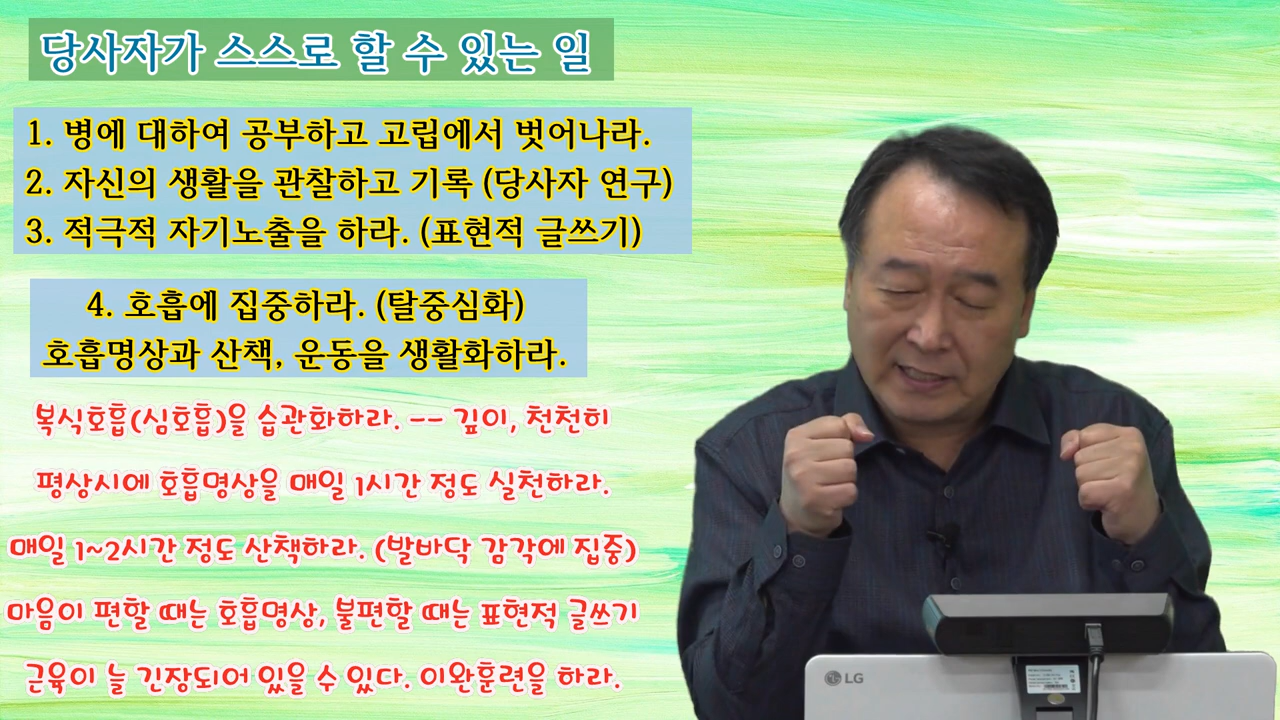 당사자가 스스로 할 수 있는 일
1. 병에 대하여 공부하고 고립에서 벗어나라.
2. 자신의 생활을 관찰하고 기록 (당사자 연구)
3. 적극적 자기노출을 하라. (표현적 글쓰기)
4. 호흡에 집중하라. (탈중심화)
호흡명상과 산책, 운동을 생활화하라.
복식호흡(심호흡)을 습관화하라. -- 깊이, 천천히
평상시에 호흡명상을 매일 1시간 정도 실천하라.
매일 1~2시간 정도 산책하라. (발바닥 감각에 집중)
마음이 편할 때는 호흡명상, 불편할 때는 표현적 글쓰기
근육이 늘 긴장되어 있을 수 있다. 이완훈련을 하라.
LG